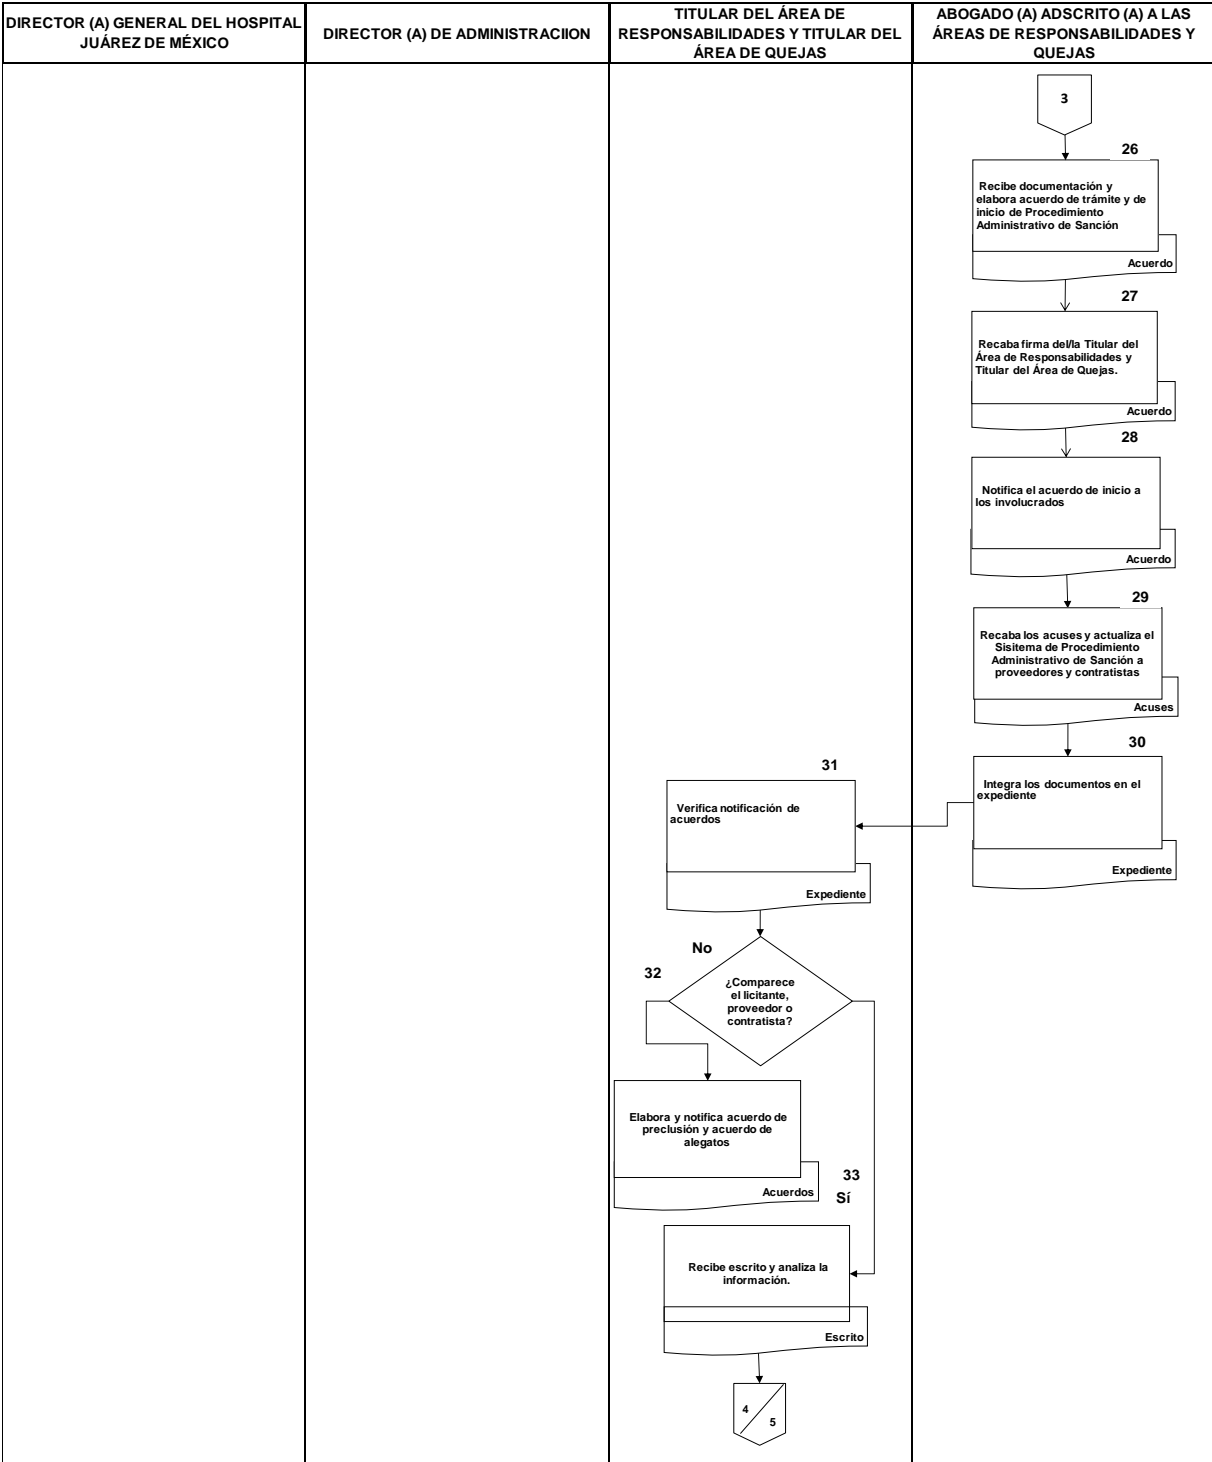 DIRECTOR (A) GENERAL DEL HOSPITAL
JUÁREZ DE MÉXICO
DIRECTOR (A) DE ADMINISTRACIION
TITULAR DEL ÁREA DE
RESPONSABILIDADES Y TITULAR DEL
ÁREA DE QUEJAS
ABOGADO (A) ADSCRITO (A) A LAS
ÁREAS DE RESPONSABILIDADES Y
QUEJAS
3
26
Recibe documentación y
elabora acuerdo de trámite y de
inicio de Procedimiento
Administrativo de Sanción
Acuerdo
27
Recaba firma del/la Titular del
Área de Responsabilidades y
Titular del Área de Quejas.
Acuerdo
28
Notifica el acuerdo de inicio a
los involucrados
Acuerdo
29
Recaba los acuses y actualiza el
Sisitema de Procedimiento
Administrativo de Sanción a
proveedores y contratistas
Acuses
30
Integra los documentos en el
expediente
Expediente
31
Verifica notificación de
acuerdos
Expediente
No
32
¿Comparece
el licitante,
proveedor o
contratista?
Elabora y notifica acuerdo de
preclusión y acuerdo de
alegatos
Acuerdos
33
Sí
Recibe escrito y analiza la
información.
Escrito
4
5